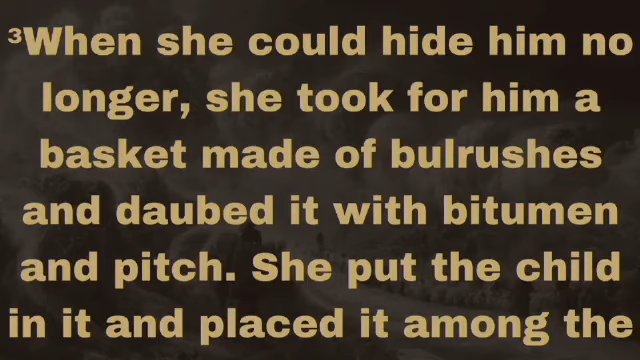 ³When she could hide him no
longer, she took for him a
basket made of bulrushes
and daubed it with bitumen
and pitch. She put the child
in it and placed it among the